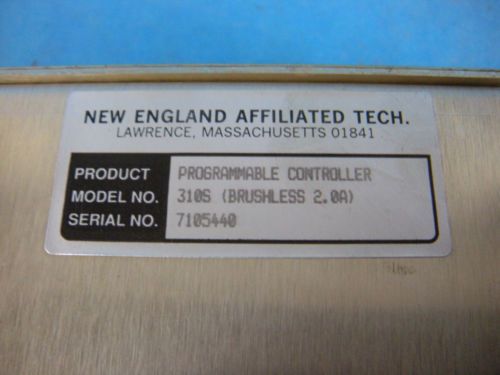 NEW ENGLAND AFFILIATED TECH.
LAWRENCE, MASSACHUSETTS 01841
PRODUCT PROGRAMMABLE CONTROLLER
MODEL NO. 310S (BRUSHLESS 2.0A)
SERIAL NO. 7105440